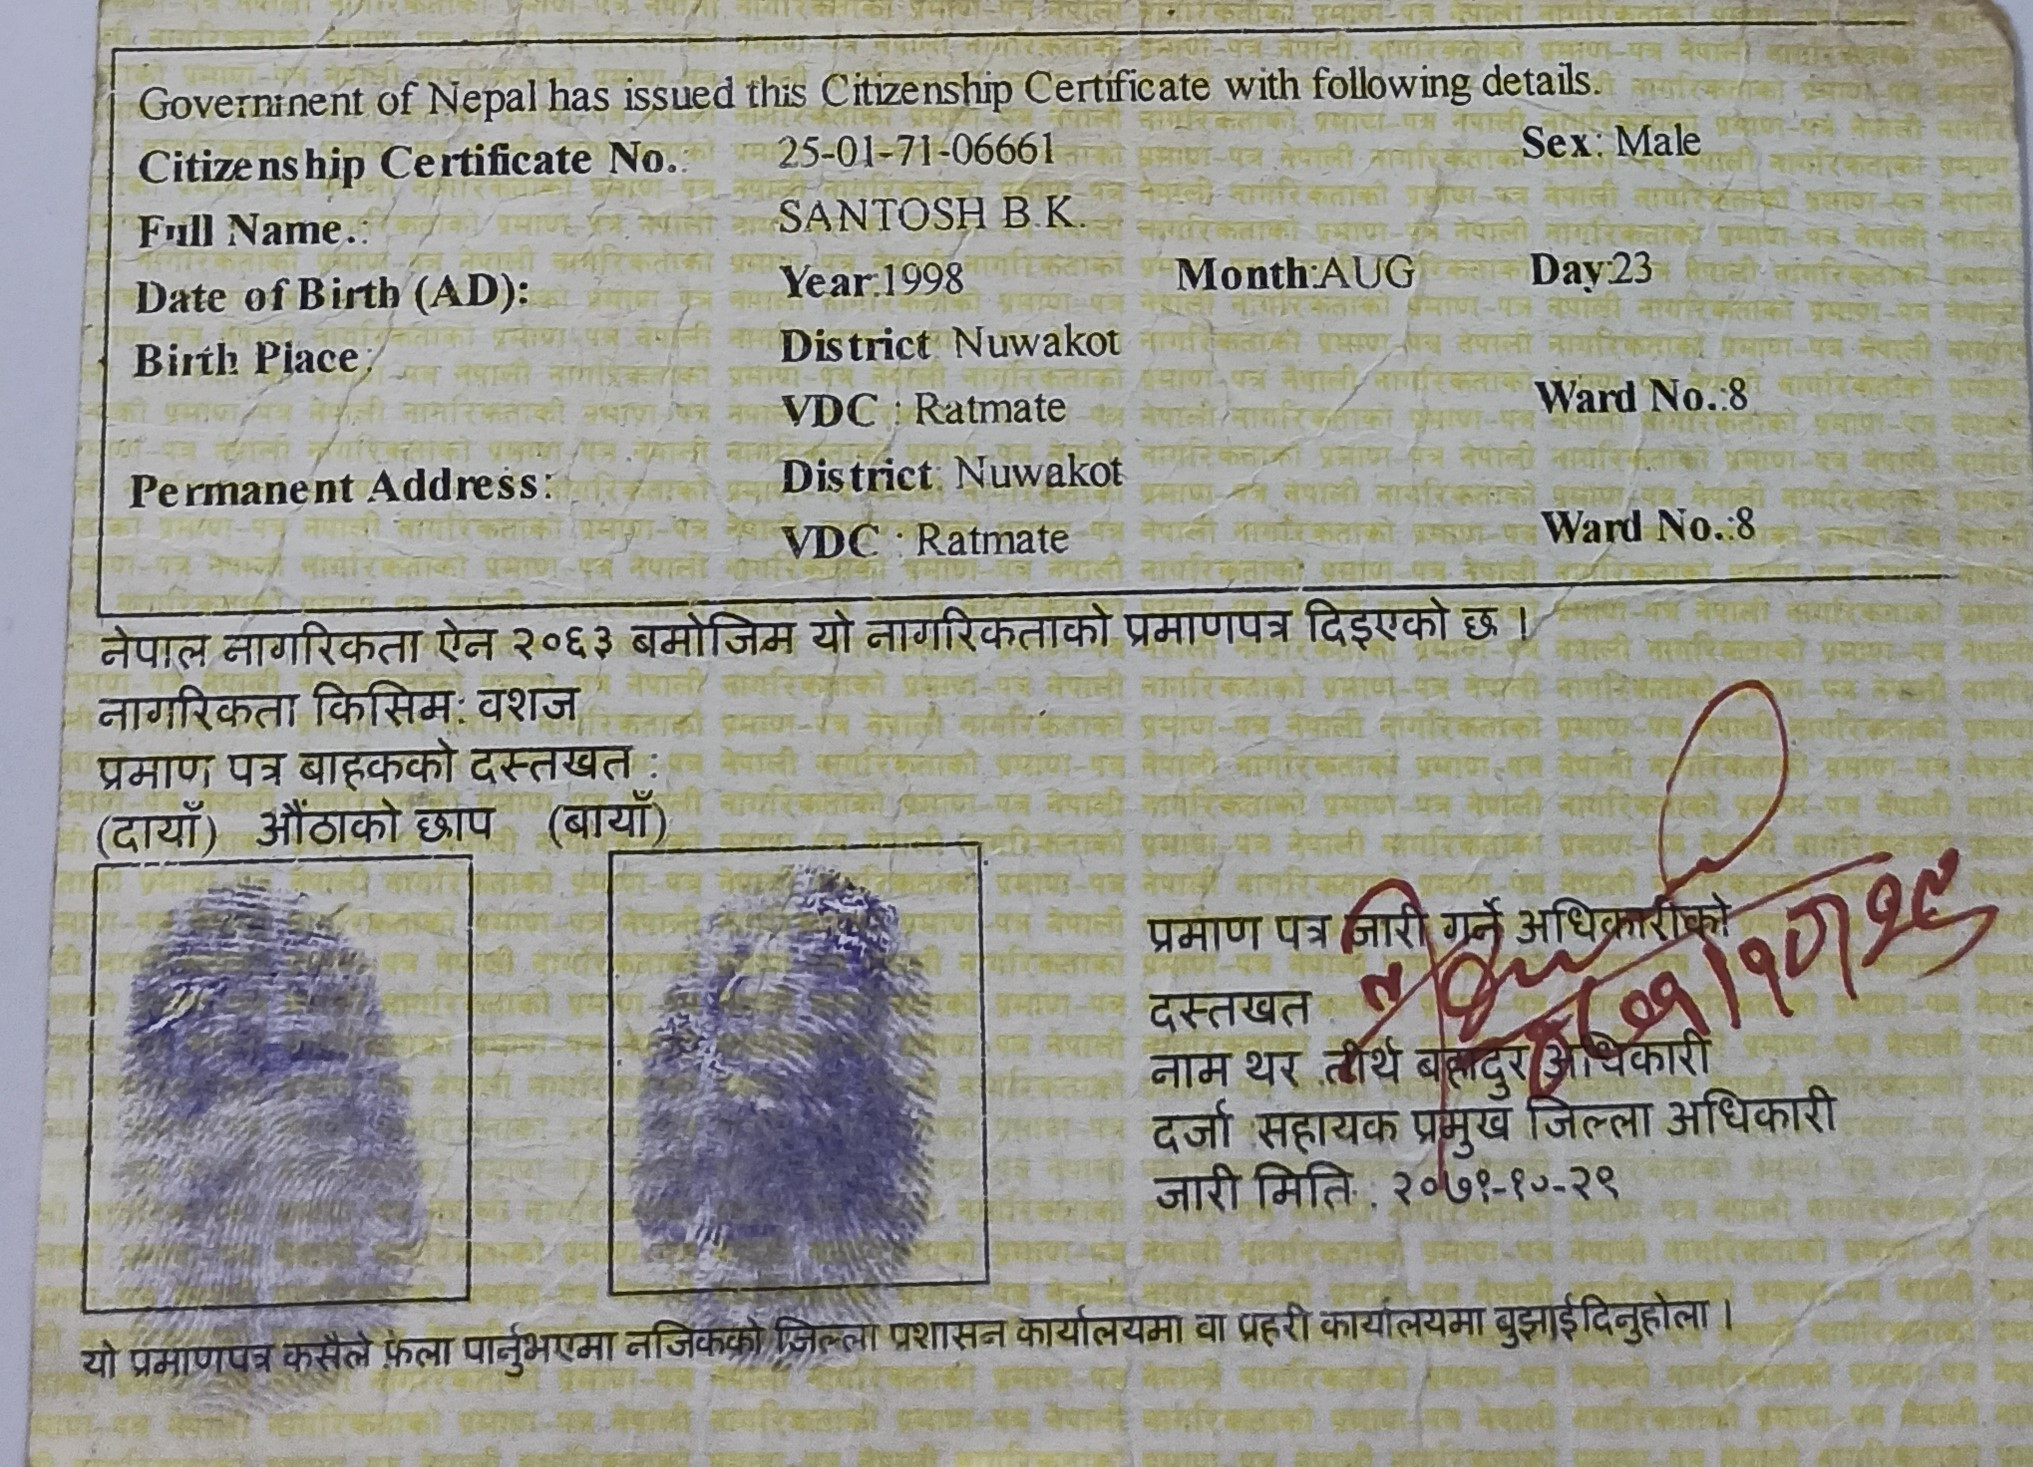 Government of Nepal has issued this Citizenship Certificate with following details.
Citizenship Certificate No.: 25-01-71-06661 Sex: Male
Full Name.: SANTOSH B.K.
Date of Birth (AD): Year:1998 Month:AUG Day:23
Birth Place: District: Nuwakot
VDC : Ratmate Ward No.:8
Permanent Address: District: Nuwakot
VDC : Ratmate Ward No.:8
नेपाल नागरिकता ऐन २०६३ बमोजिम यो नागरिकताको प्रमाणपत्र दिइएको छ ।
नागरिकता किसिम: वशज
प्रमाण पत्र बाहकको दस्तखत :
(दायाँ) औंठाको छाप (बायाँ)
प्रमाण पत्र जारी गर्ने अधिकारीको
दस्तखत :
नाम थर : तीर्थ बहादुर अधिकारी
दर्जा : सहायक प्रमुख जिल्ला अधिकारी
जारी मिति : २०७१-१०-२९
यो प्रमाणपत्र कसैले फेला पार्नुभएमा नजिकको जिल्ला प्रशासन कार्यालयमा वा प्रहरी कार्यालयमा बुझाईदिनुहोला ।